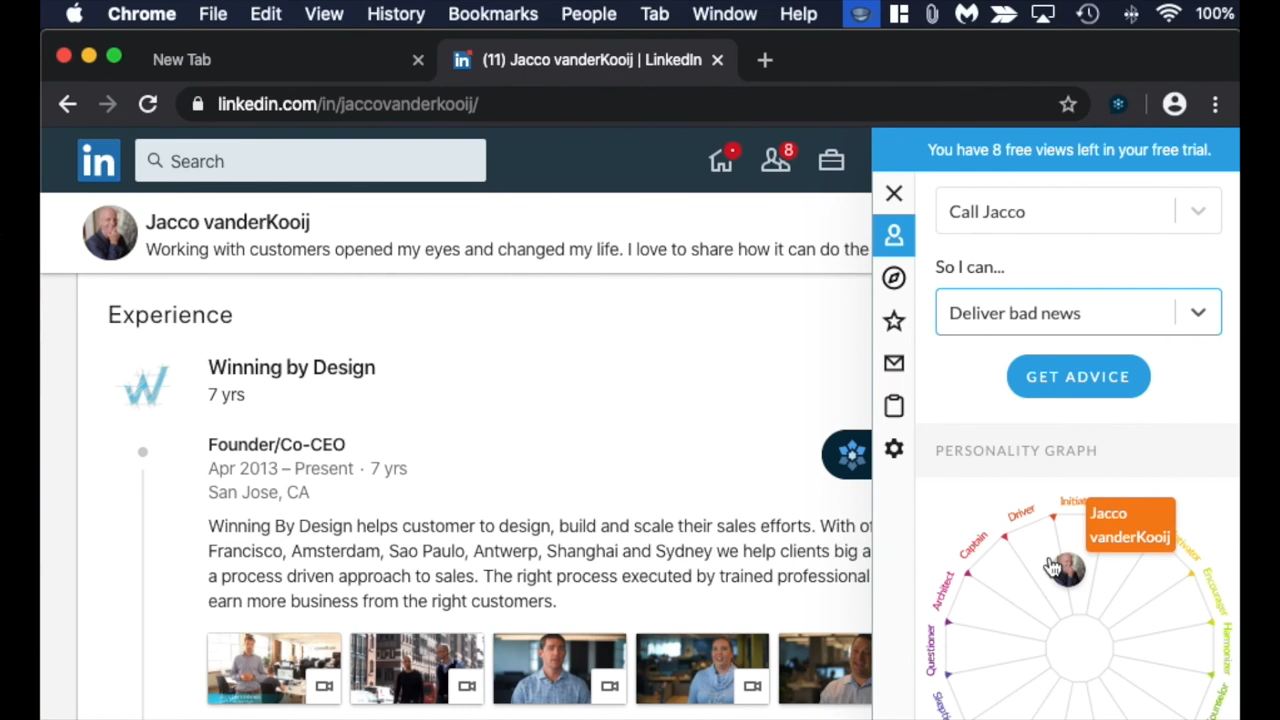 Chrome File Edit View History Bookmarks People Tab Window Help 100%
New Tab
(11) Jacco vanderKooij | LinkedIn
linkedin.com/in/jaccovanderkooij/
in
Search
8
You have 8 free views left in your free trial.
Jacco vanderKooij
Working with customers opened my eyes and changed my life. I love to share how it can do the
Call Jacco
So I can...
Deliver bad news
GET ADVICE
Experience
Winning by Design
7 yrs
Founder/Co-CEO
Apr 2013 – Present · 7 yrs
San Jose, CA
Winning By Design helps customer to design, build and scale their sales efforts. With of
Francisco, Amsterdam, Sao Paulo, Antwerp, Shanghai and Sydney we help clients big a
a process driven approach to sales. The right process executed by trained professional
earn more business from the right customers.
PERSONALITY GRAPH
Jacco
vanderKooij
Driver
Captain
Architect
Questioner
Encourager
Harmonizer